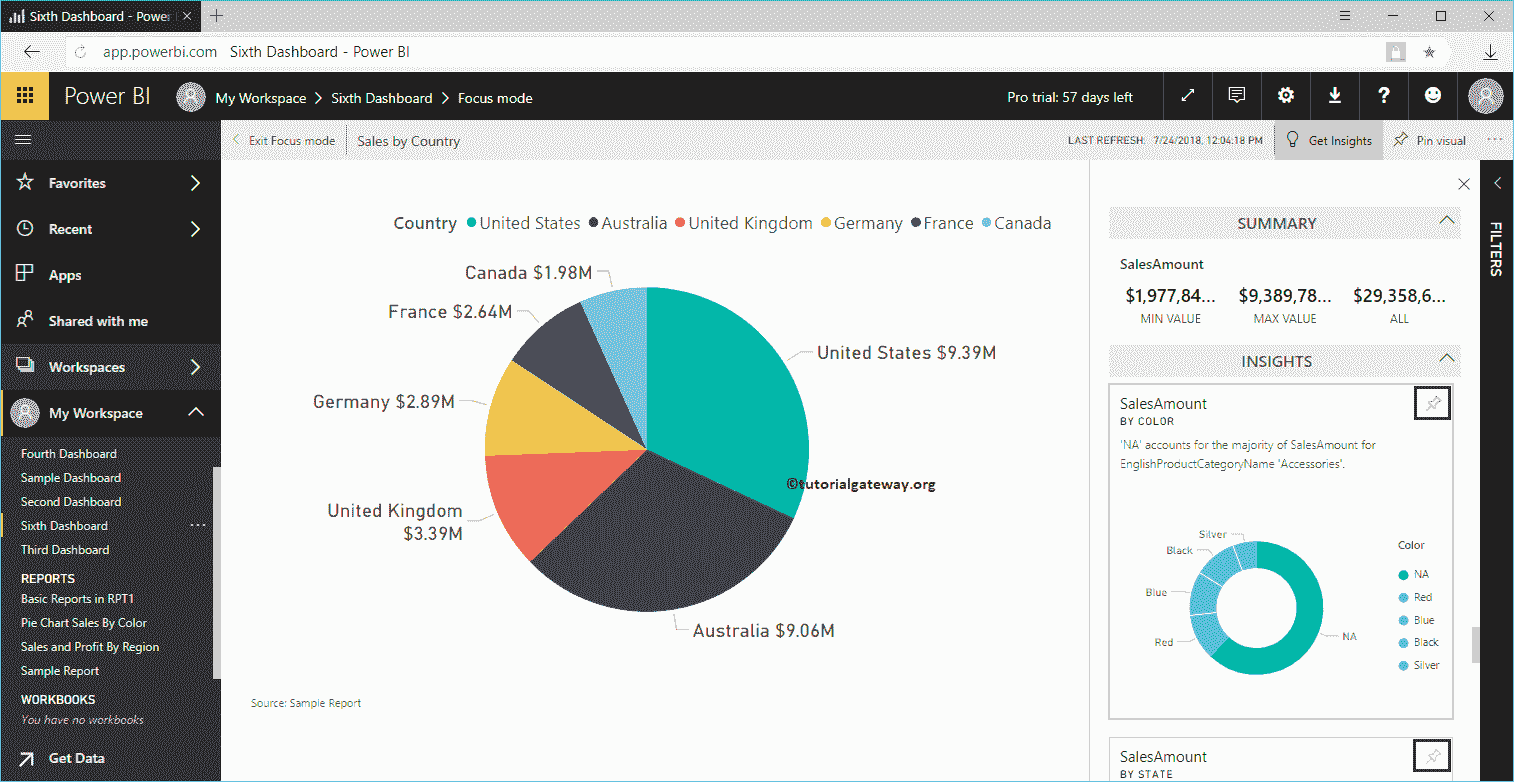 Sixth Dashboard - Power
app.powerbi.com Sixth Dashboard - Power BI
Power BI My Workspace > Sixth Dashboard > Focus mode Pro trial: 57 days left
Exit Focus mode Sales by Country LAST REFRESH: 7/24/2018, 12:04:18 PM Get Insights Pin visual
Favorites
Recent
Apps
Shared with me
Workspaces
My Workspace
Fourth Dashboard
Sample Dashboard
Second Dashboard
Sixth Dashboard
Third Dashboard
REPORTS
Basic Reports in RPT1
Pie Chart Sales By Color
Sales and Profit By Region
Sample Report
WORKBOOKS
You have no workbooks
Get Data
Country United States Australia United Kingdom Germany France Canada
Canada $1.98M
France $2.64M
United States $9.39M
Germany $2.89M
©tutorialgateway.org
United Kingdom
$3.39M
Australia $9.06M
Source: Sample Report
SUMMARY
SalesAmount
$1,977,84... $9,389,78... $29,358,6...
MIN VALUE MAX VALUE ALL
INSIGHTS
SalesAmount
BY COLOR
'NA' accounts for the majority of SalesAmount for
EnglishProductCategoryName 'Accessories'.
Silver
Black
Blue
Red
NA
Color
NA
Red
Blue
Black
Silver
SalesAmount
BY STATE
FILTERS